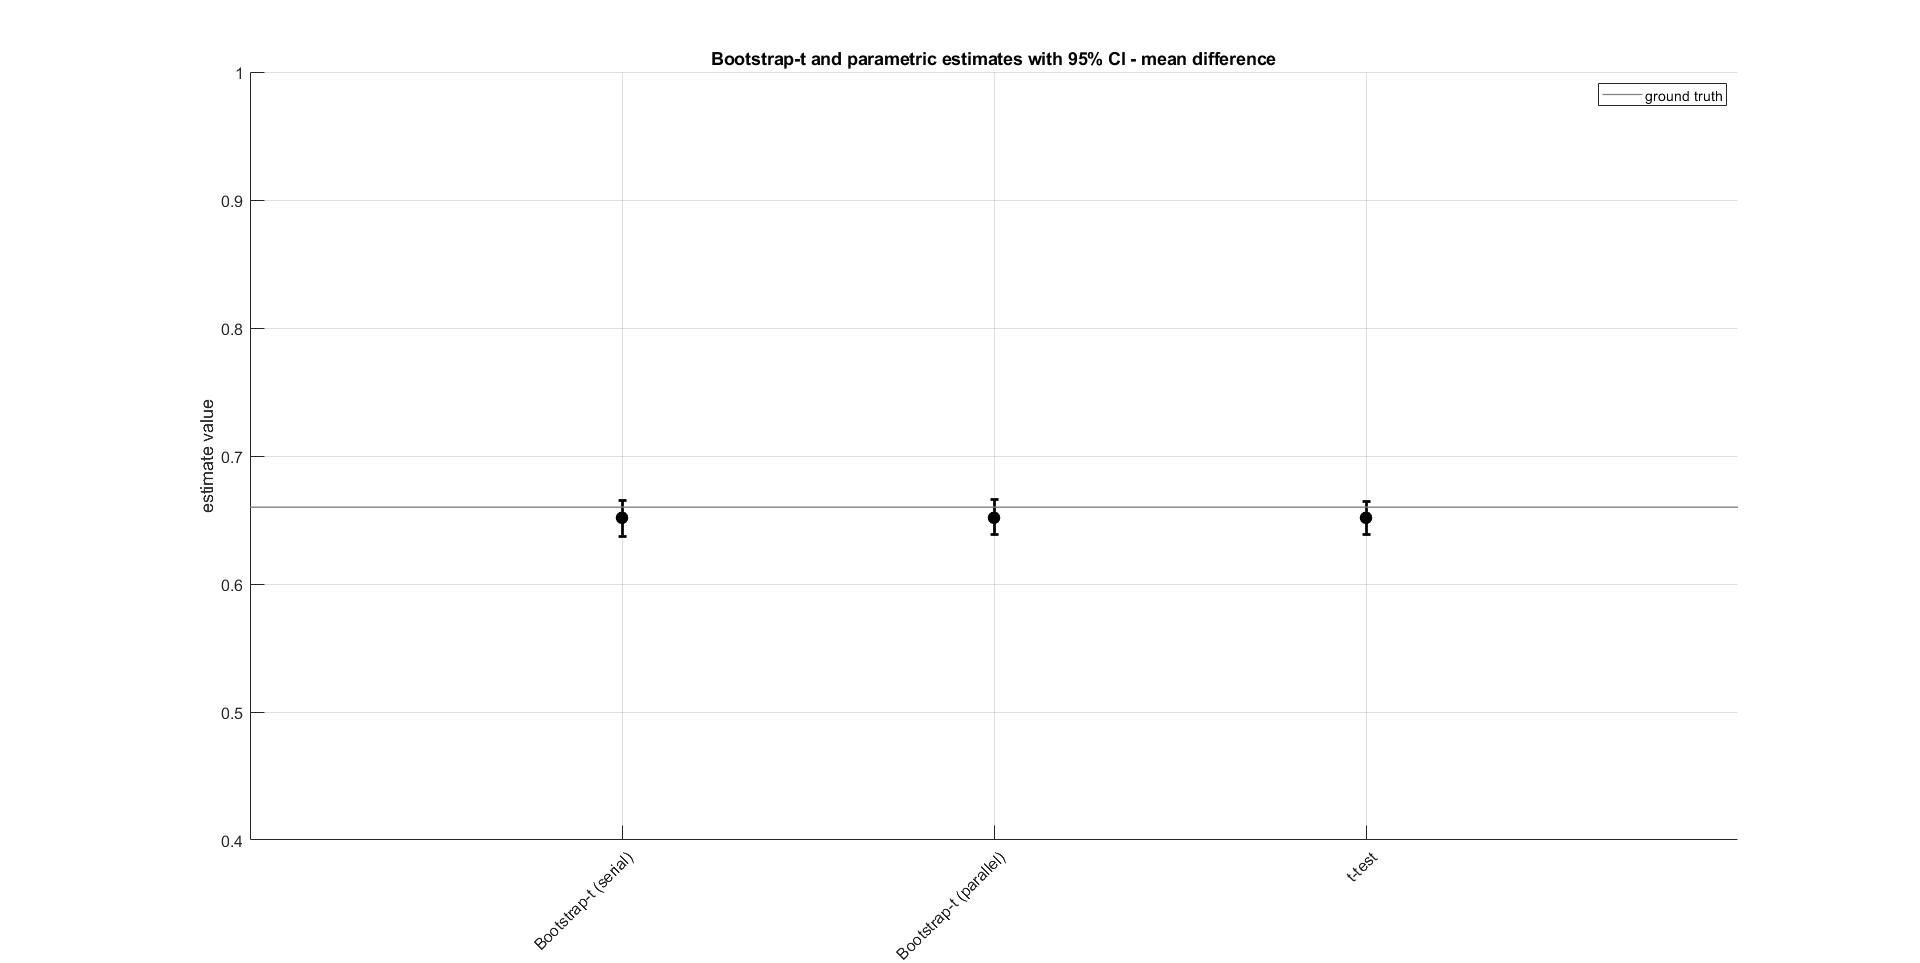 Bootstrap-t and parametric estimates with 95% CI - mean difference
ground truth
estimate value
1
0.9
0.8
0.7
0.6
0.5
0.4
Bootstrap-t (serial)
Bootstrap-t (parallel)
t-test